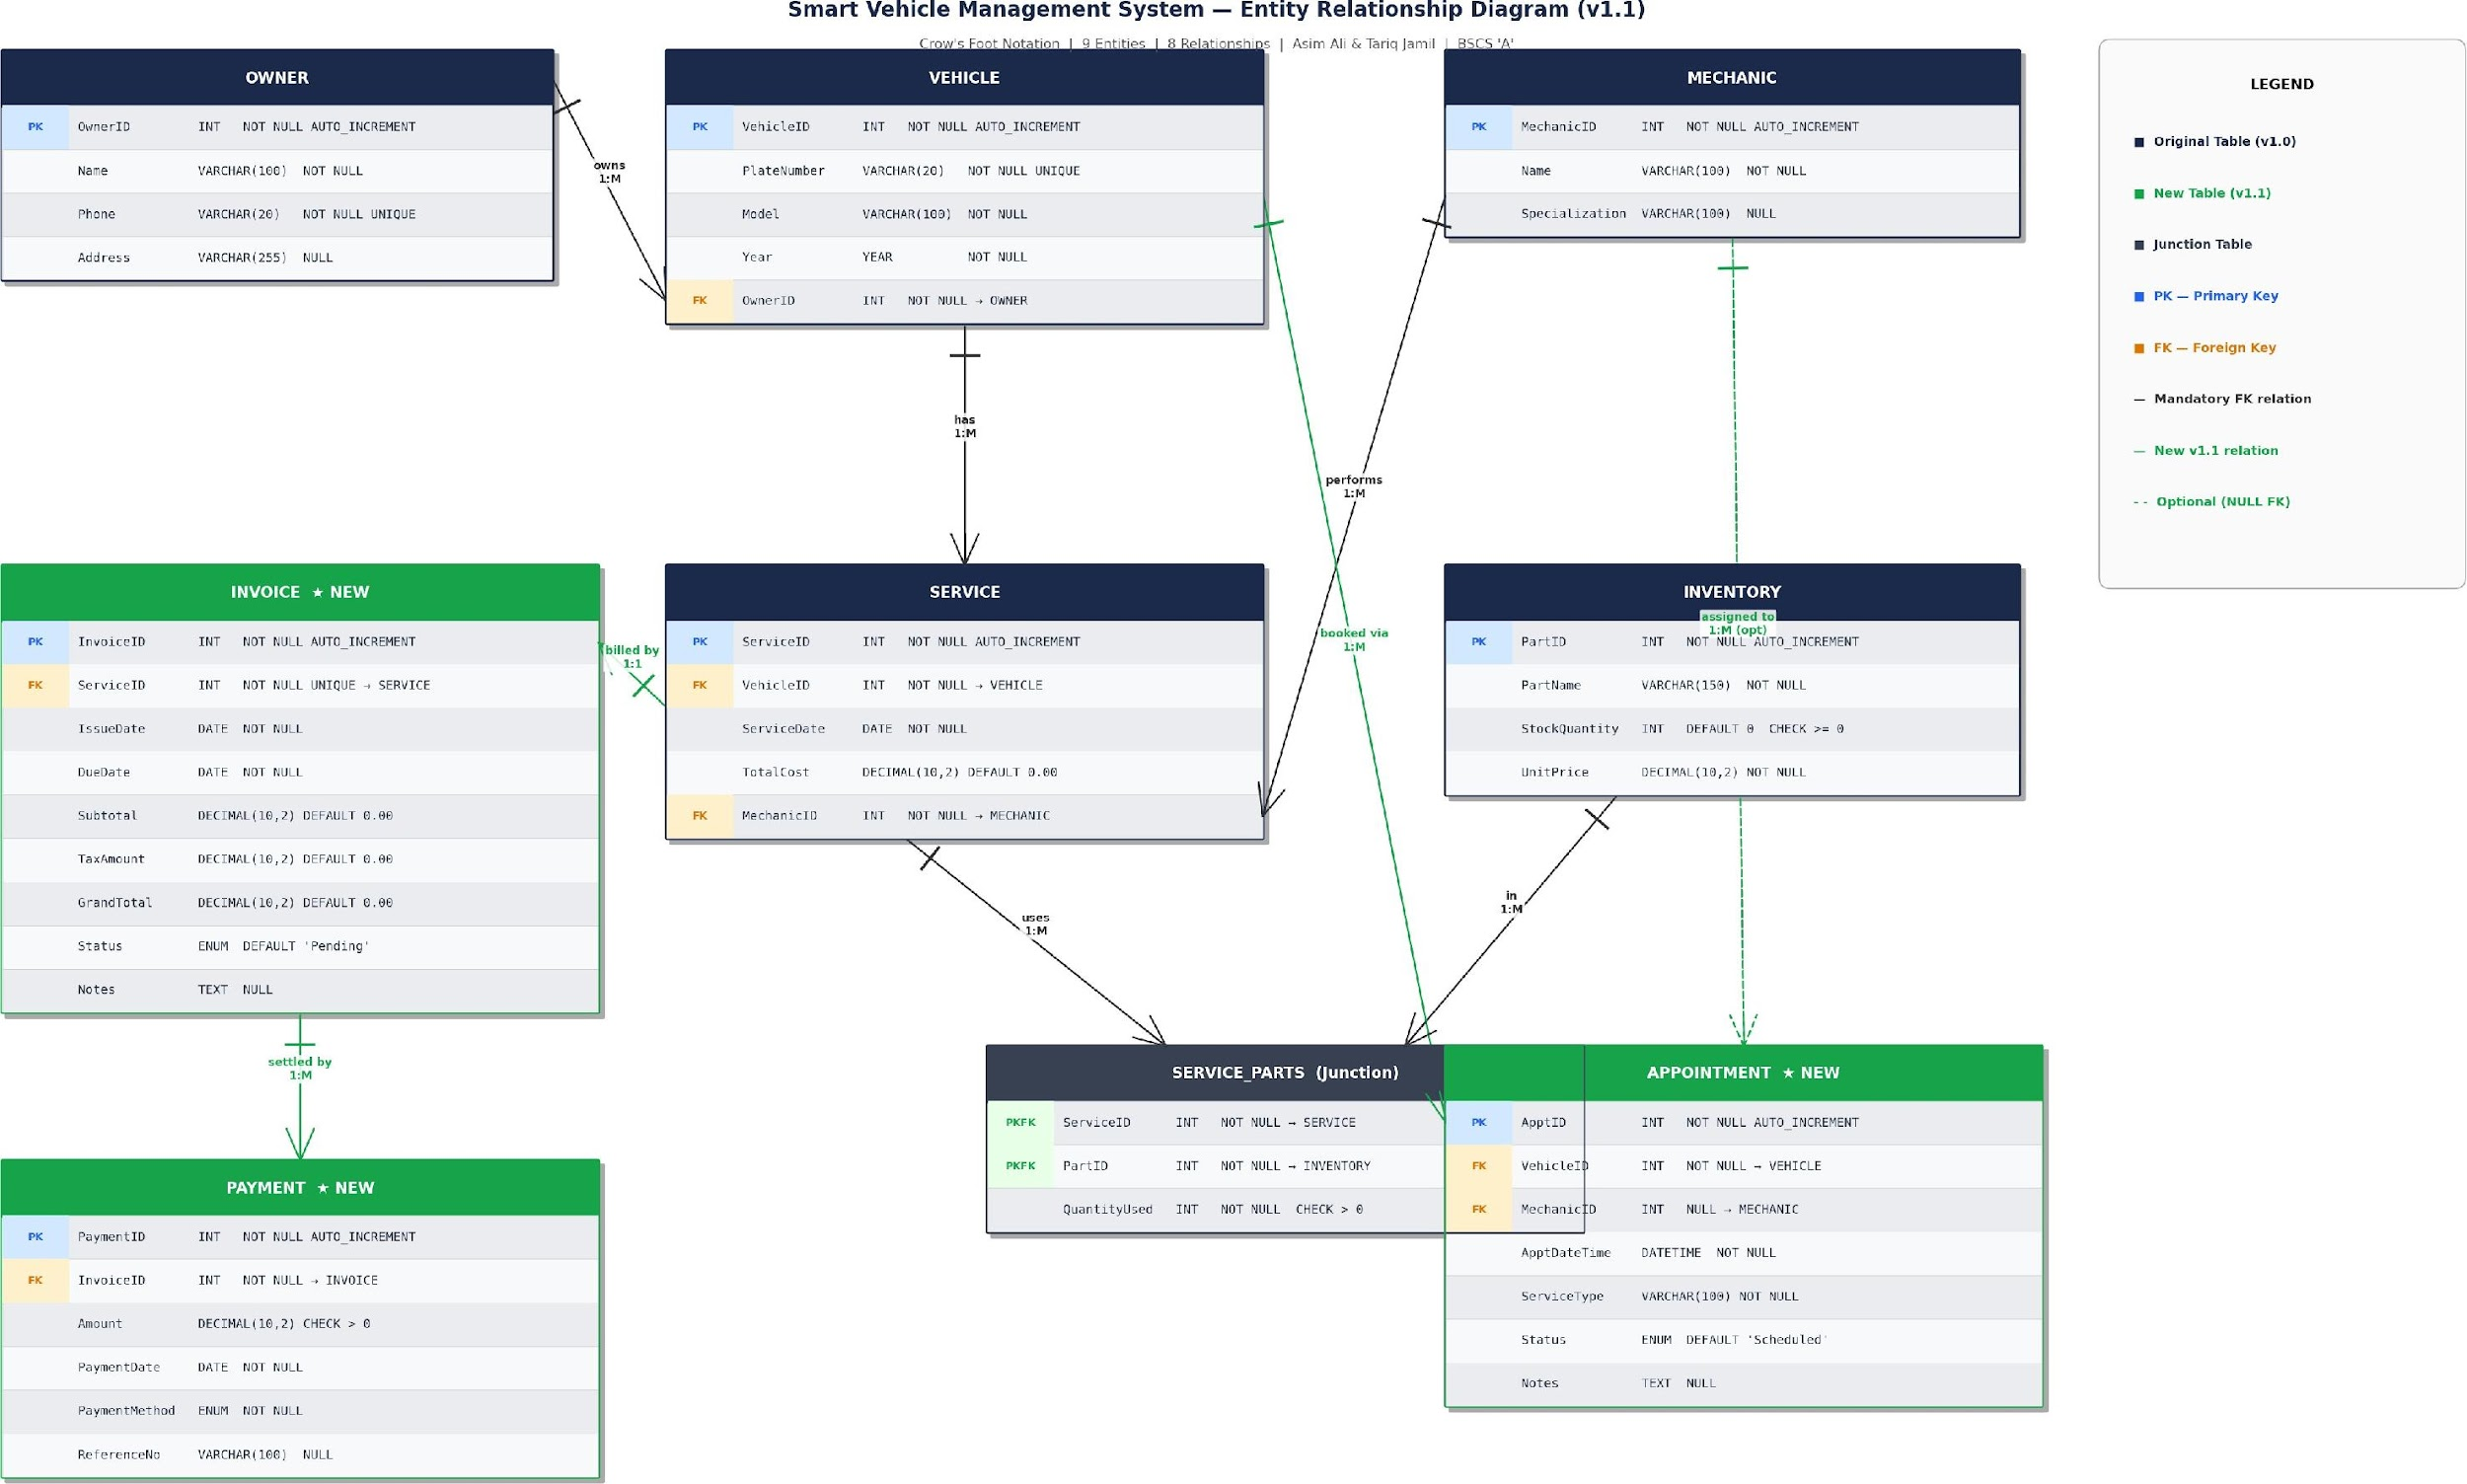 Smart Vehicle Management System — Entity Relationship Diagram (v1.1)
Crow's Foot Notation | 9 Entities | 8 Relationships | Asim Ali & Tariq Jamil | BSCS 'A'
OWNER
PK OwnerID INT NOT NULL AUTO_INCREMENT
Name VARCHAR(100) NOT NULL
Phone VARCHAR(20) NOT NULL UNIQUE
Address VARCHAR(255) NULL
owns
1:M
VEHICLE
PK VehicleID INT NOT NULL AUTO_INCREMENT
PlateNumber VARCHAR(20) NOT NULL UNIQUE
Model VARCHAR(100) NOT NULL
Year YEAR NOT NULL
FK OwnerID INT NOT NULL → OWNER
MECHANIC
PK MechanicID INT NOT NULL AUTO_INCREMENT
Name VARCHAR(100) NOT NULL
Specialization VARCHAR(100) NULL
LEGEND
■ Original Table (v1.0)
■ New Table (v1.1)
■ Junction Table
■ PK — Primary Key
■ FK — Foreign Key
— Mandatory FK relation
— New v1.1 relation
- - Optional (NULL FK)
has
1:M
performs
1:M
INVOICE ★ NEW
PK InvoiceID INT NOT NULL AUTO_INCREMENT
FK ServiceID INT NOT NULL UNIQUE → SERVICE
IssueDate DATE NOT NULL
DueDate DATE NOT NULL
Subtotal DECIMAL(10,2) DEFAULT 0.00
TaxAmount DECIMAL(10,2) DEFAULT 0.00
GrandTotal DECIMAL(10,2) DEFAULT 0.00
Status ENUM DEFAULT 'Pending'
Notes TEXT NULL
billed by
1:1
SERVICE
PK ServiceID INT NOT NULL AUTO_INCREMENT
FK VehicleID INT NOT NULL → VEHICLE
ServiceDate DATE NOT NULL
TotalCost DECIMAL(10,2) DEFAULT 0.00
FK MechanicID INT NOT NULL → MECHANIC
booked via
1:M
INVENTORY
assigned to
1:M (opt)
PK PartID INT NOT NULL AUTO_INCREMENT
PartName VARCHAR(150) NOT NULL
StockQuantity INT DEFAULT 0 CHECK >= 0
UnitPrice DECIMAL(10,2) NOT NULL
uses
1:M
in
1:M
settled by
1:M
SERVICE_PARTS (Junction)
PKFK ServiceID INT NOT NULL → SERVICE
PKFK PartID INT NOT NULL → INVENTORY
QuantityUsed INT NOT NULL CHECK > 0
APPOINTMENT ★ NEW
PK ApptID INT NOT NULL AUTO_INCREMENT
FK VehicleID INT NOT NULL → VEHICLE
FK MechanicID INT NULL → MECHANIC
ApptDateTime DATETIME NOT NULL
ServiceType VARCHAR(100) NOT NULL
Status ENUM DEFAULT 'Scheduled'
Notes TEXT NULL
PAYMENT ★ NEW
PK PaymentID INT NOT NULL AUTO_INCREMENT
FK InvoiceID INT NOT NULL → INVOICE
Amount DECIMAL(10,2) CHECK > 0
PaymentDate DATE NOT NULL
PaymentMethod ENUM NOT NULL
ReferenceNo VARCHAR(100) NULL